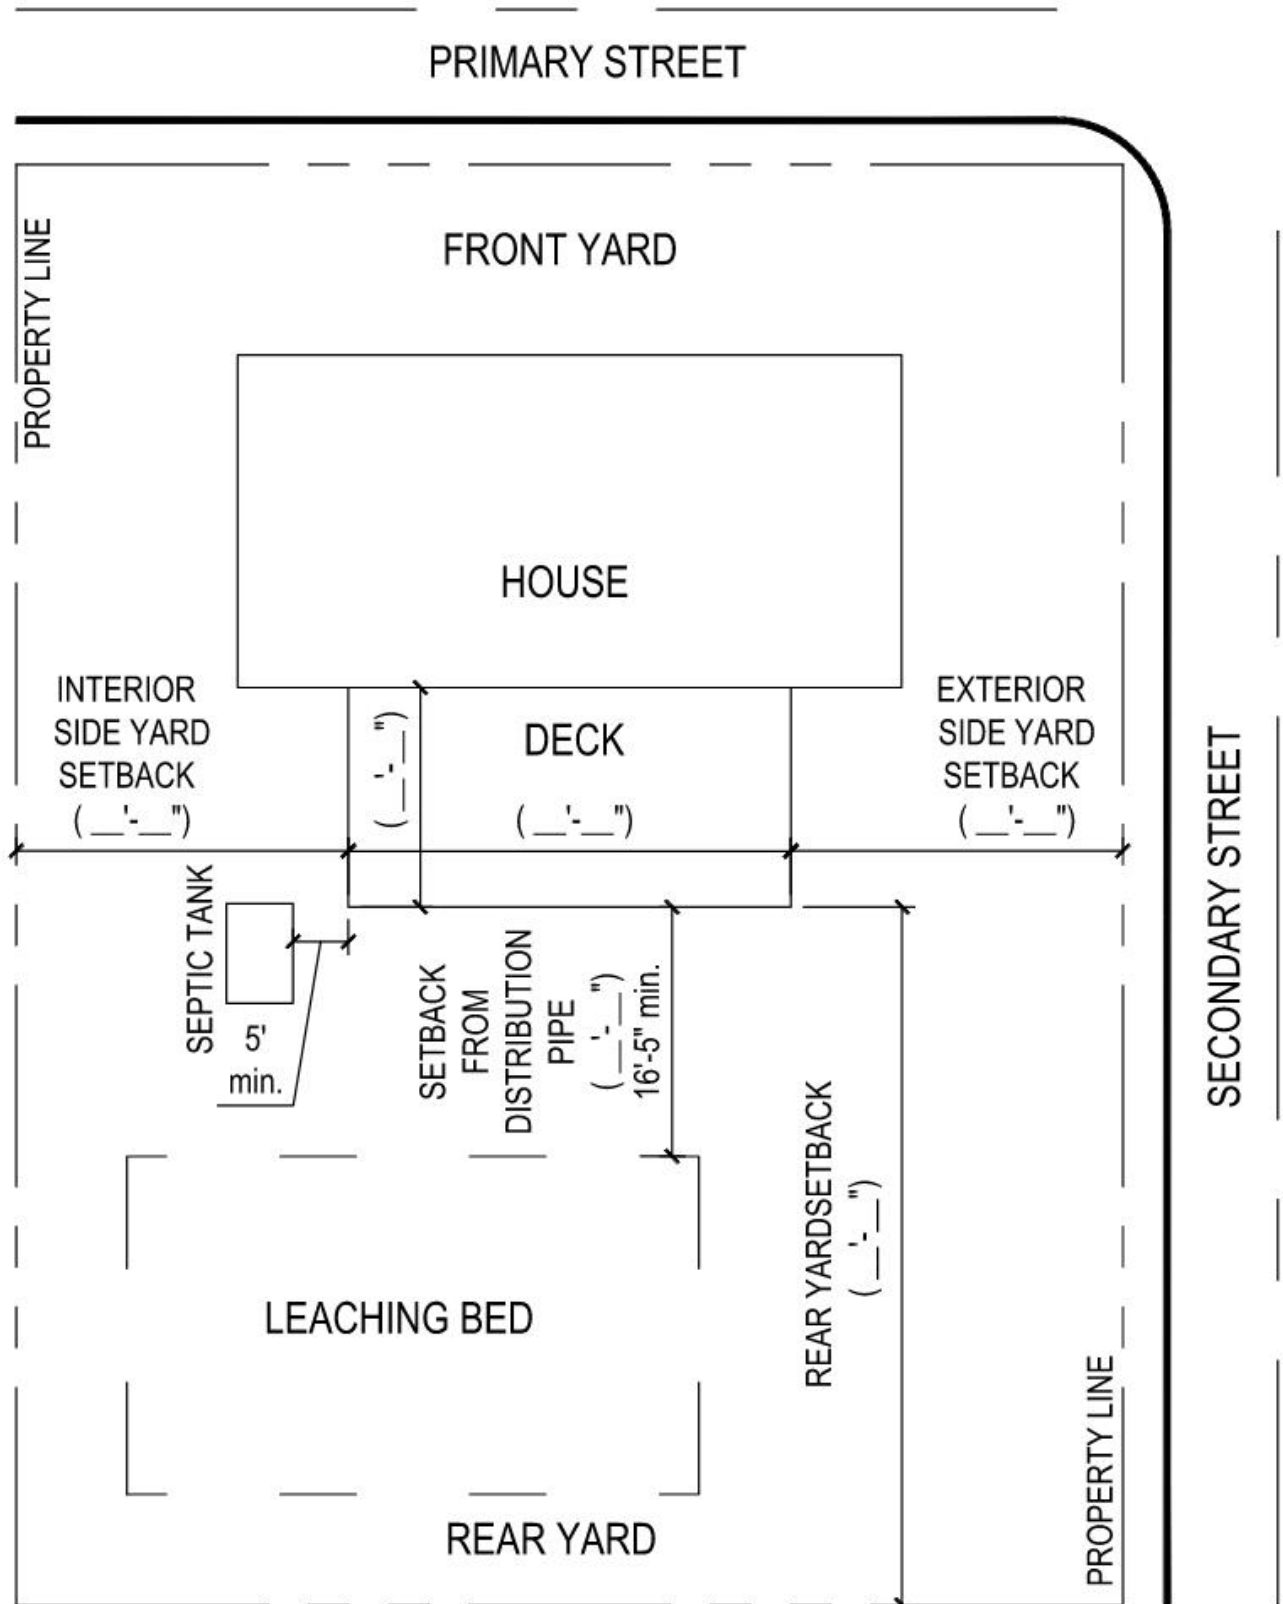 PRIMARY STREET
PROPERTY LINE
FRONT YARD
HOUSE
INTERIOR
SIDE YARD
SETBACK
( __'-__")
(__'-__")
DECK
( __'-__")
EXTERIOR
SIDE YARD
SETBACK
( __'-__")
SECONDARY STREET
SEPTIC TANK
5'
min.
SETBACK
FROM
DISTRIBUTION
PIPE
(__'-__")
16'-5" min.
REAR YARDSETBACK
(__'-__")
LEACHING BED
REAR YARD
PROPERTY LINE